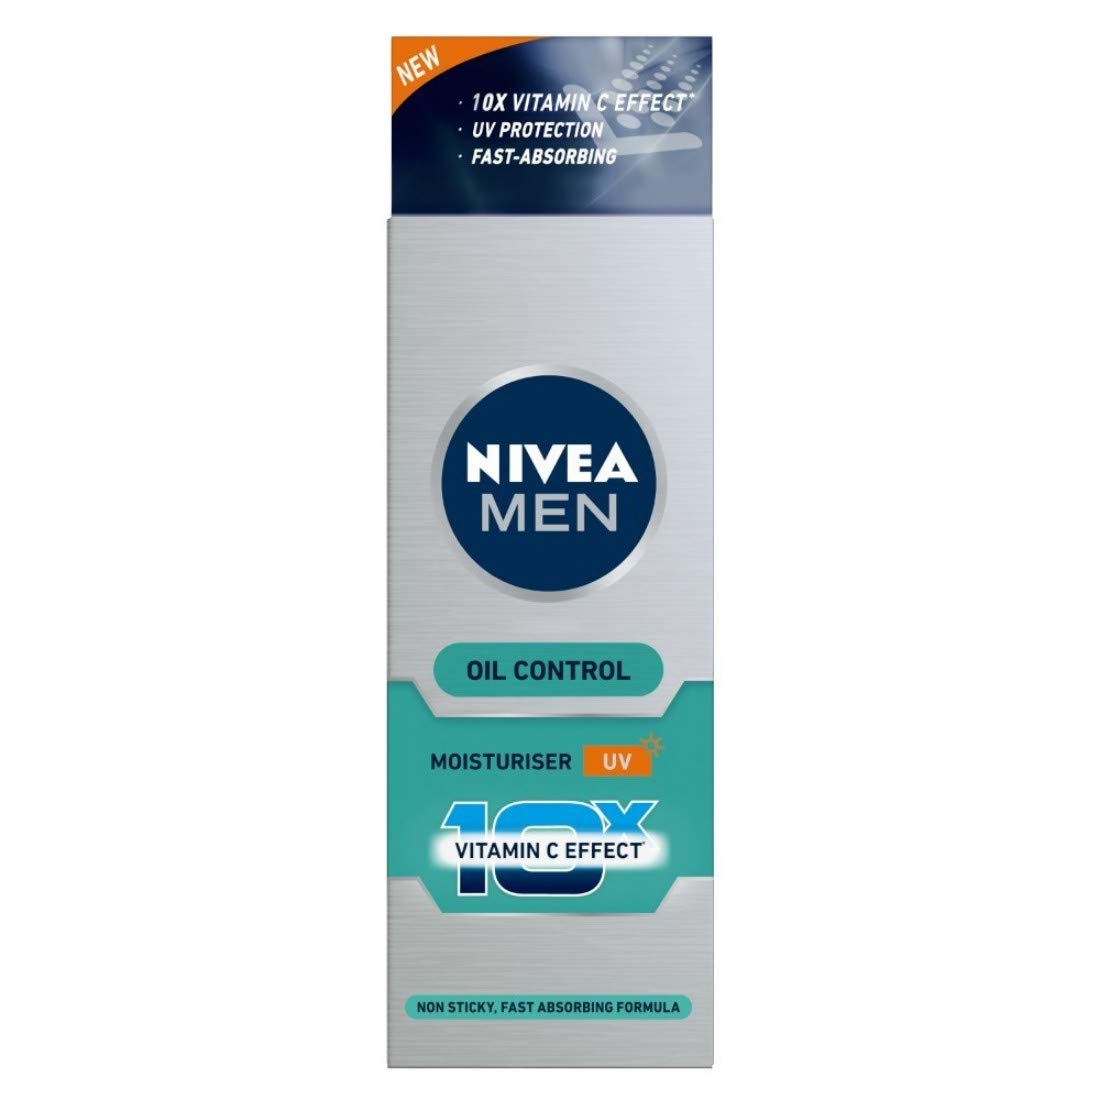 NEW
· 10X VITAMIN C EFFECT*
· UV PROTECTION
· FAST-ABSORBING
NIVEA
MEN
OIL CONTROL
MOISTURISER UV
10X
VITAMIN C EFFECT*
NON STICKY, FAST ABSORBING FORMULA